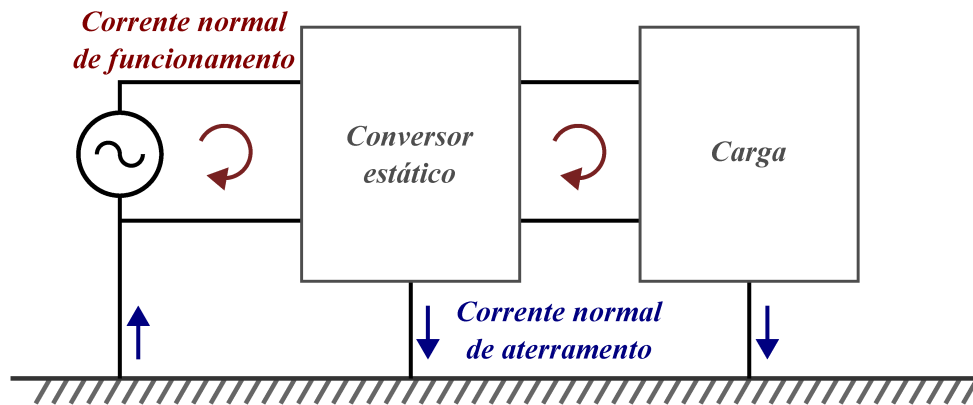 Corrente normal
de funcionamento
Conversor
estático
Carga
Corrente normal
de aterramento